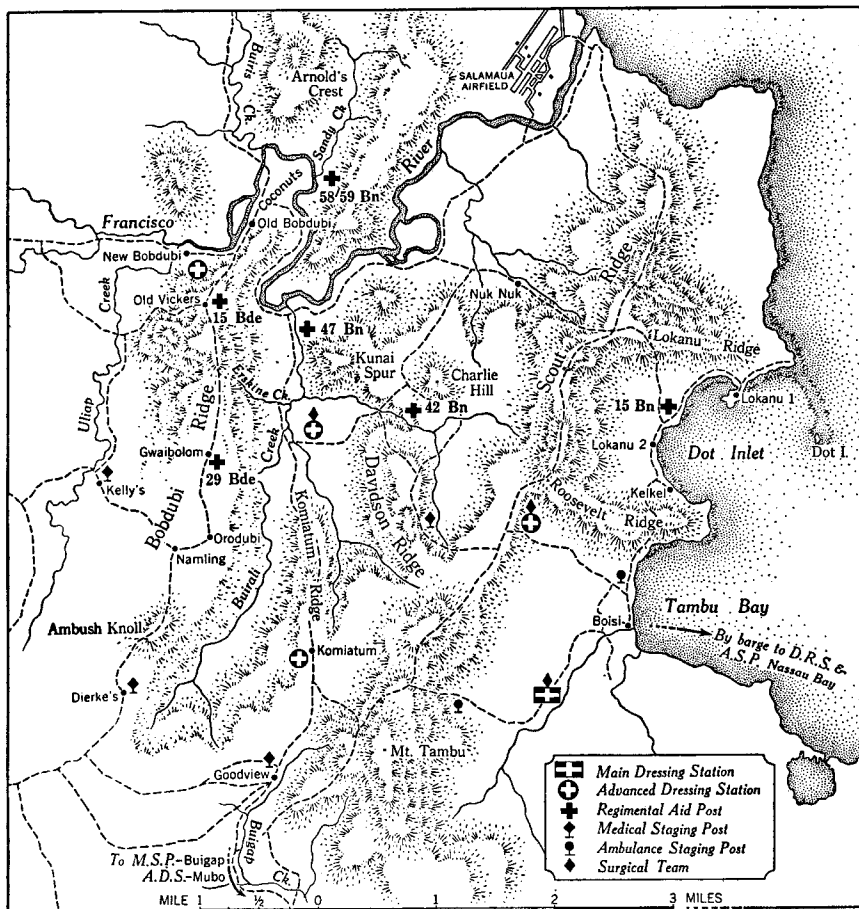 Buiris
Ck
Arnold's
Crest
Sandy Ck
SALAMAUA
AIRFIELD
River
Coconuts
58/59 Bn
Francisco
Old Bobdubi
New Bobdubi
Creek
Old Vickers
15 Bde
Nuk Nuk
Ridge
47 Bn
Lokanu Ridge
Kunai
Spur
Charlie
Hill
Scout
Erskine Ck.
Uliap
Ridge
42 Bn
15 Bn
Lokanu 1
Creek
Lokanu 2
Dot Inlet
Dot I.
Gwaibolom
Kelly's
29 Bde
Davidson Ridge
Kelkel
Roosevelt Ridge
Bobdubi
Komiatum Ridge
Orodubi
Namling
Buirali
Tambu Bay
Ambush Knoll
Boisi
By barge to D.R.S. &
A.S.P. Nassau Bay
Komiatum
Dierke's
Mt. Tambu
Goodview
Main Dressing Station
Advanced Dressing Station
Regimental Aid Post
Medical Staging Post
Ambulance Staging Post
Surgical Team
Buigap
Ck.
To M.S.P.-Buigap
A.D.S.-Mubo
MILE 1 ½ 0 1 2 3 MILES